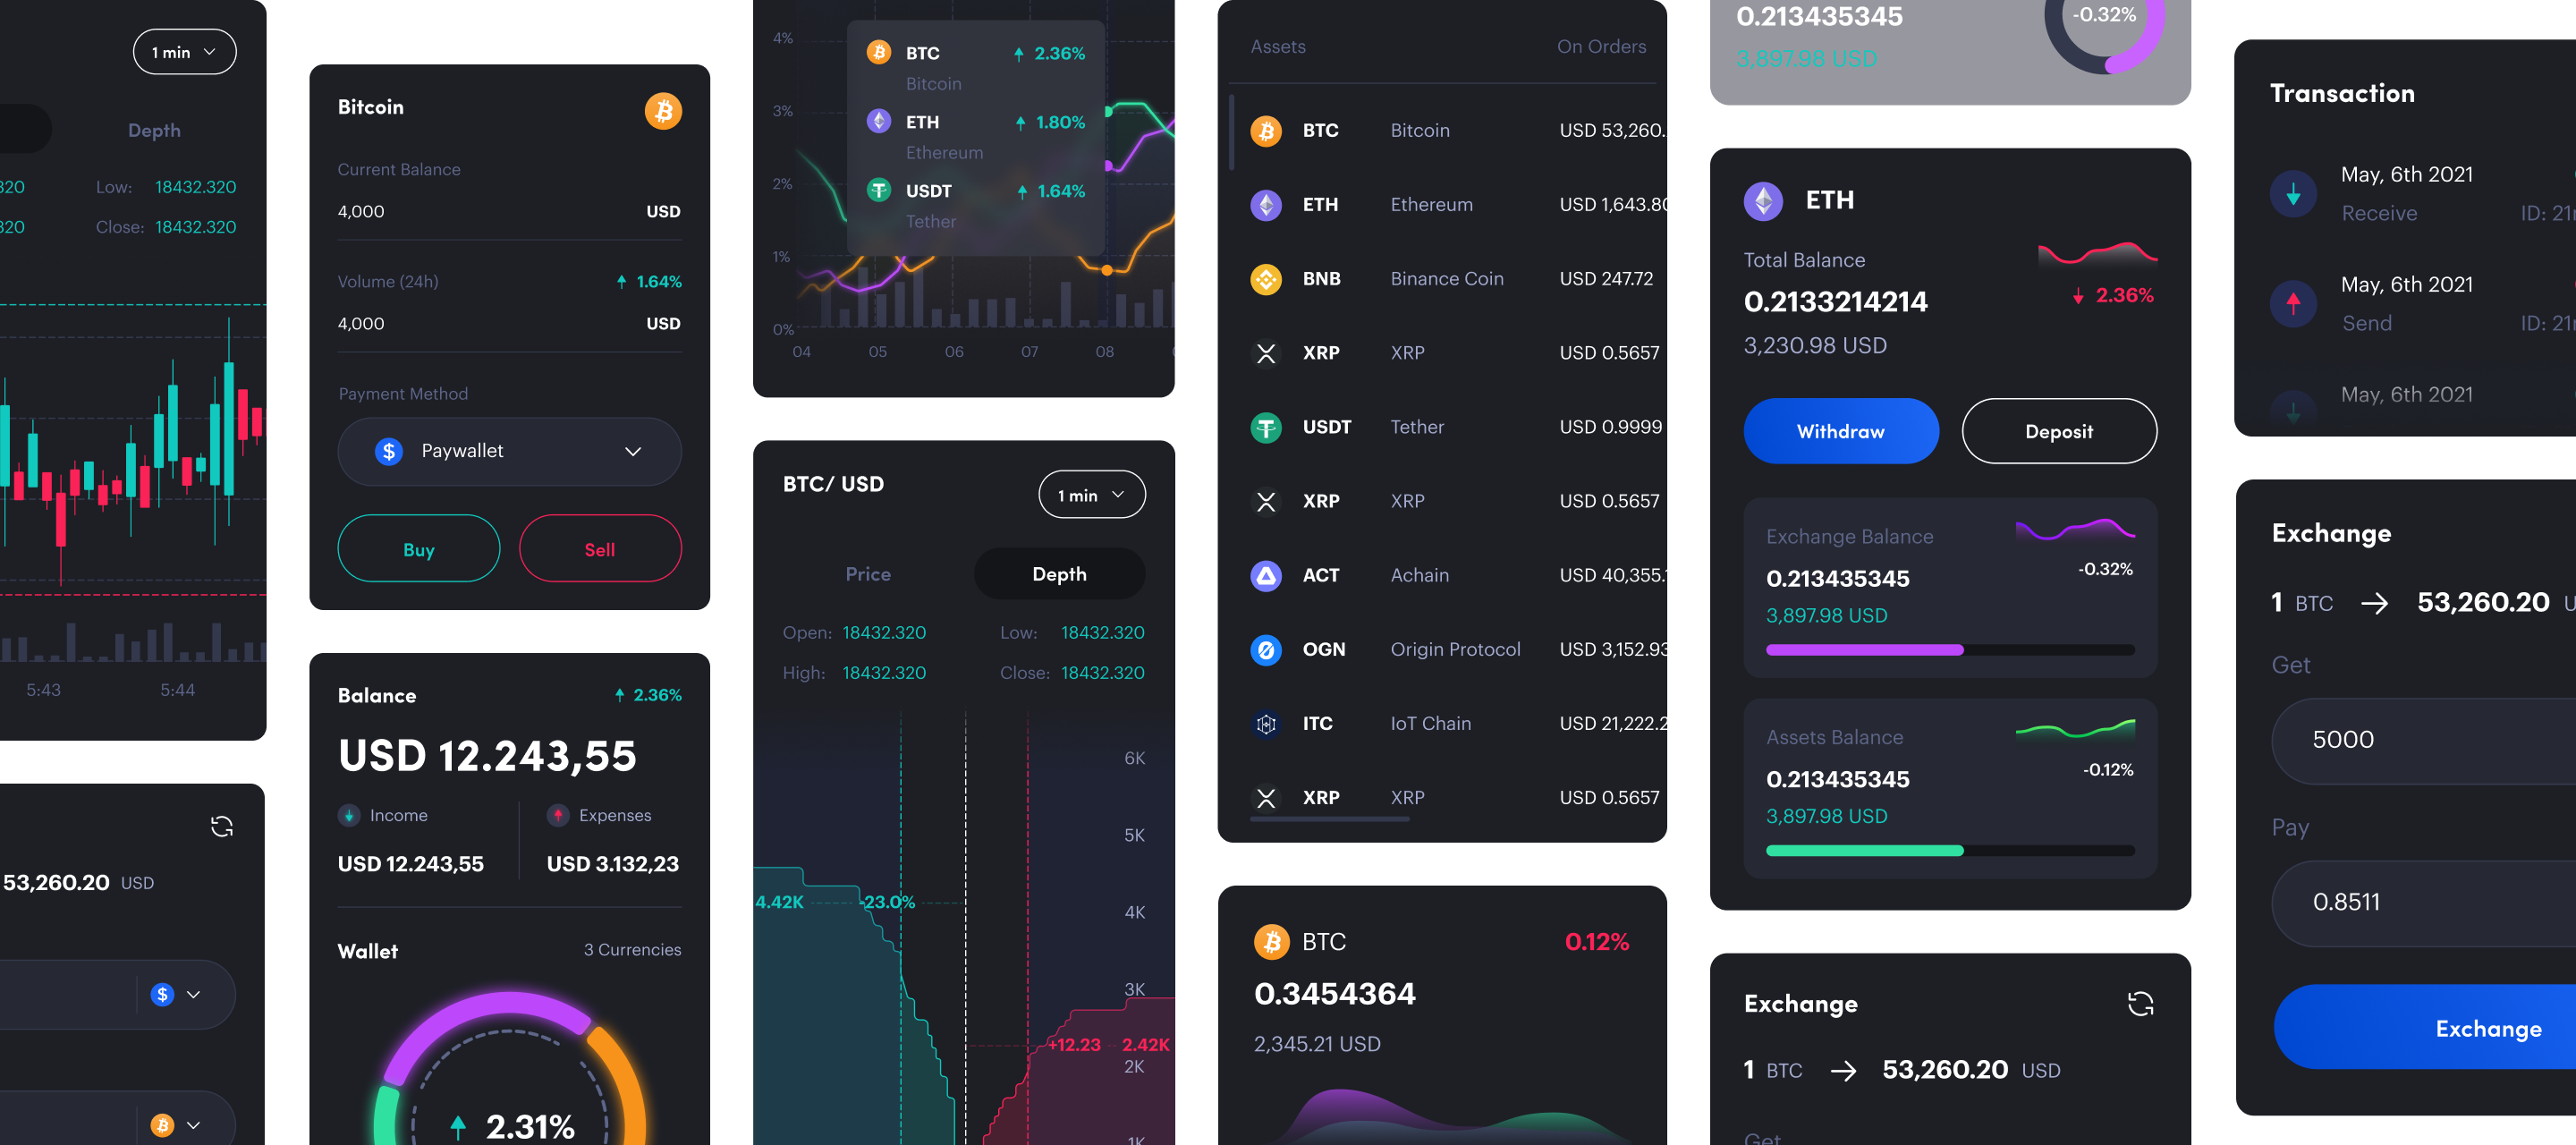 1 min
Depth
320 Low: 18432.320
320 Close: 18432.320
5:43 5:44
53,260.20 USD
Bitcoin
Current Balance
4,000 USD
Volume (24h) 1.64%
4,000 USD
Payment Method
Paywallet
Buy Sell
Balance 2.36%
USD 12.243,55
Income Expenses
USD 12.243,55 USD 3.132,23
Wallet 3 Currencies
2.31%
4%
3%
2%
1%
0%
BTC 2.36%
Bitcoin
ETH 1.80%
Ethereum
USDT 1.64%
Tether
04 05 06 07 08
BTC/ USD 1 min
Price Depth
Open: 18432.320 Low: 18432.320
High: 18432.320 Close: 18432.320
6K
5K
4K
3K
2K
1K
4.42K -23.0%
+12.23 2.42K
Assets On Orders
BTC Bitcoin USD 53,260.
ETH Ethereum USD 1,643.80
BNB Binance Coin USD 247.72
XRP XRP USD 0.5657
USDT Tether USD 0.9999
XRP XRP USD 0.5657
ACT Achain USD 40,355.
OGN Origin Protocol USD 3,152.93
ITC IoT Chain USD 21,222.2
XRP XRP USD 0.5657
BTC 0.12%
0.3454364
2,345.21 USD
0.213435345 -0.32%
3,897.98 USD
ETH
Total Balance
0.2133214214 2.36%
3,230.98 USD
Withdraw Deposit
Exchange Balance
0.213435345 -0.32%
3,897.98 USD
Assets Balance
0.213435345 -0.12%
3,897.98 USD
Exchange
1 BTC → 53,260.20 USD
Get
Transaction
May, 6th 2021
Receive ID: 21
May, 6th 2021
Send ID: 21
May, 6th 2021
Exchange
1 BTC → 53,260.20 U
Get
5000
Pay
0.8511
Exchange